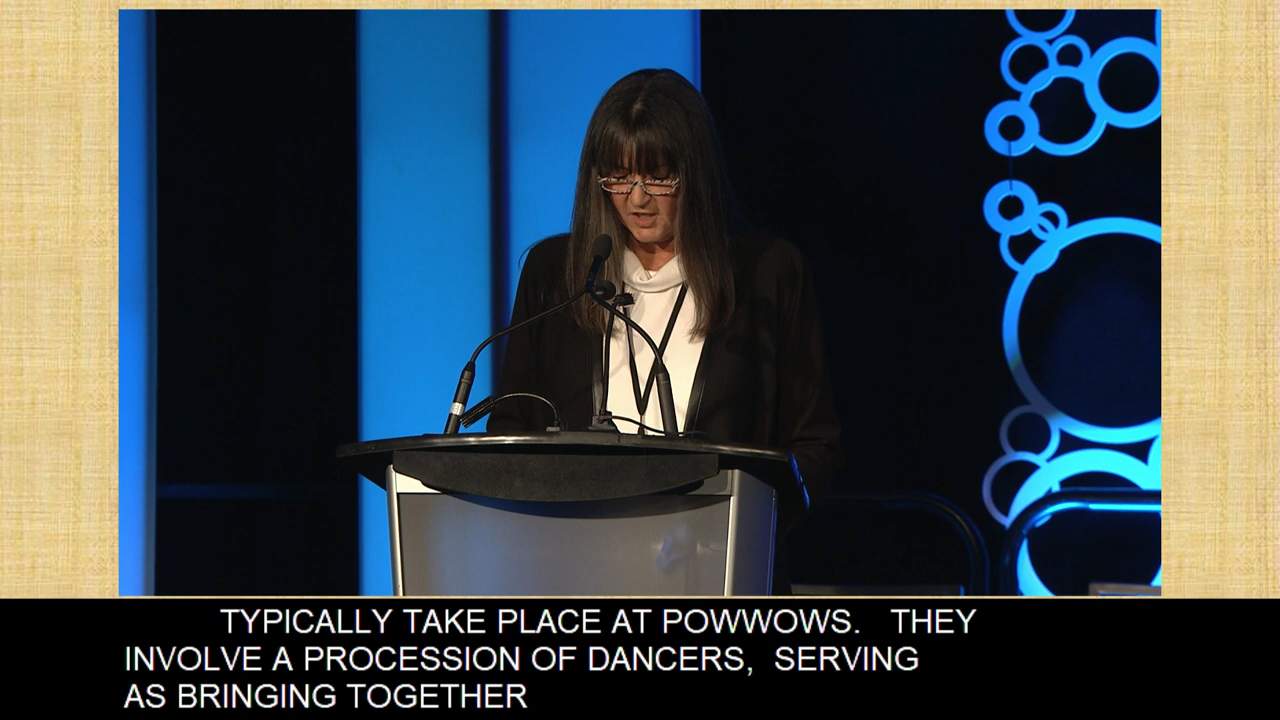 TYPICALLY TAKE PLACE AT POWWOWS. THEY
INVOLVE A PROCESSION OF DANCERS, SERVING
AS BRINGING TOGETHER